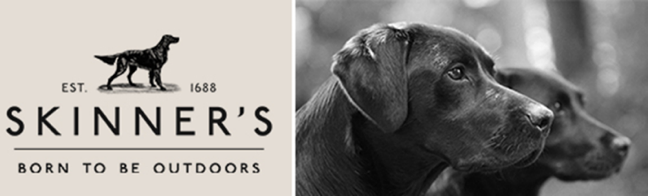 EST. 1688
SKINNER'S
BORN TO BE OUTDOORS